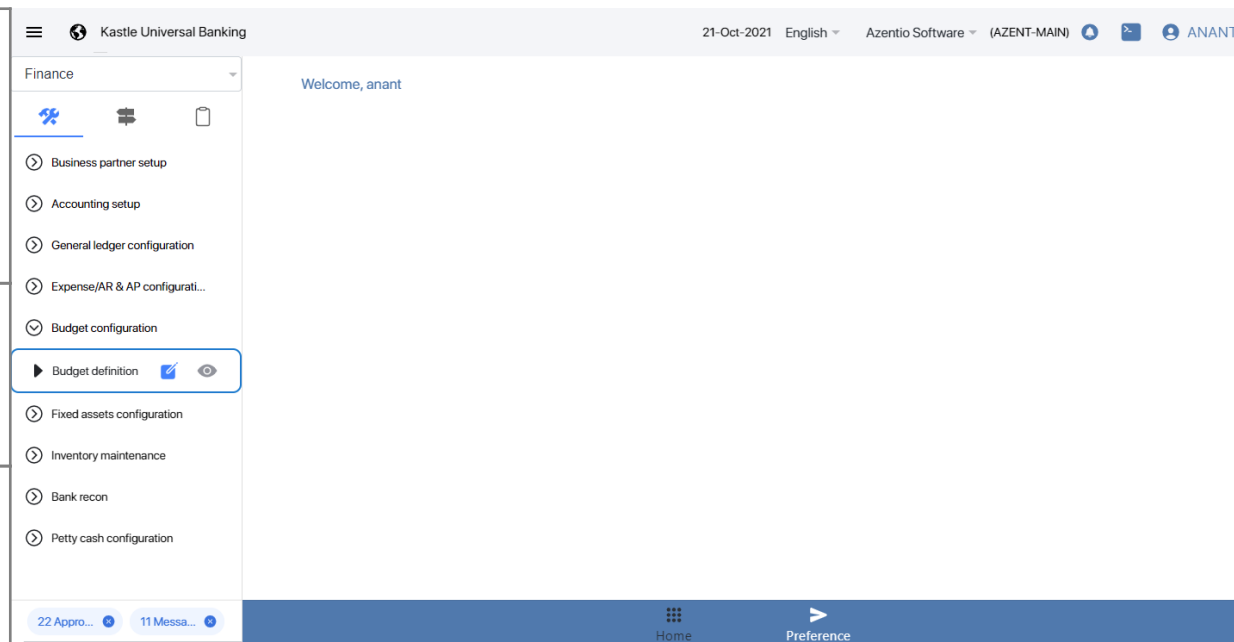 Kastle Universal Banking 21-Oct-2021 English Azentio Software (AZENT-MAIN) ANANT
Finance
Welcome, anant
Business partner setup
Accounting setup
General ledger configuration
Expense/AR & AP configurati...
Budget configuration
Budget definition
Fixed assets configuration
Inventory maintenance
Bank recon
Petty cash configuration
22 Appro... 11 Messa...
Home Preference